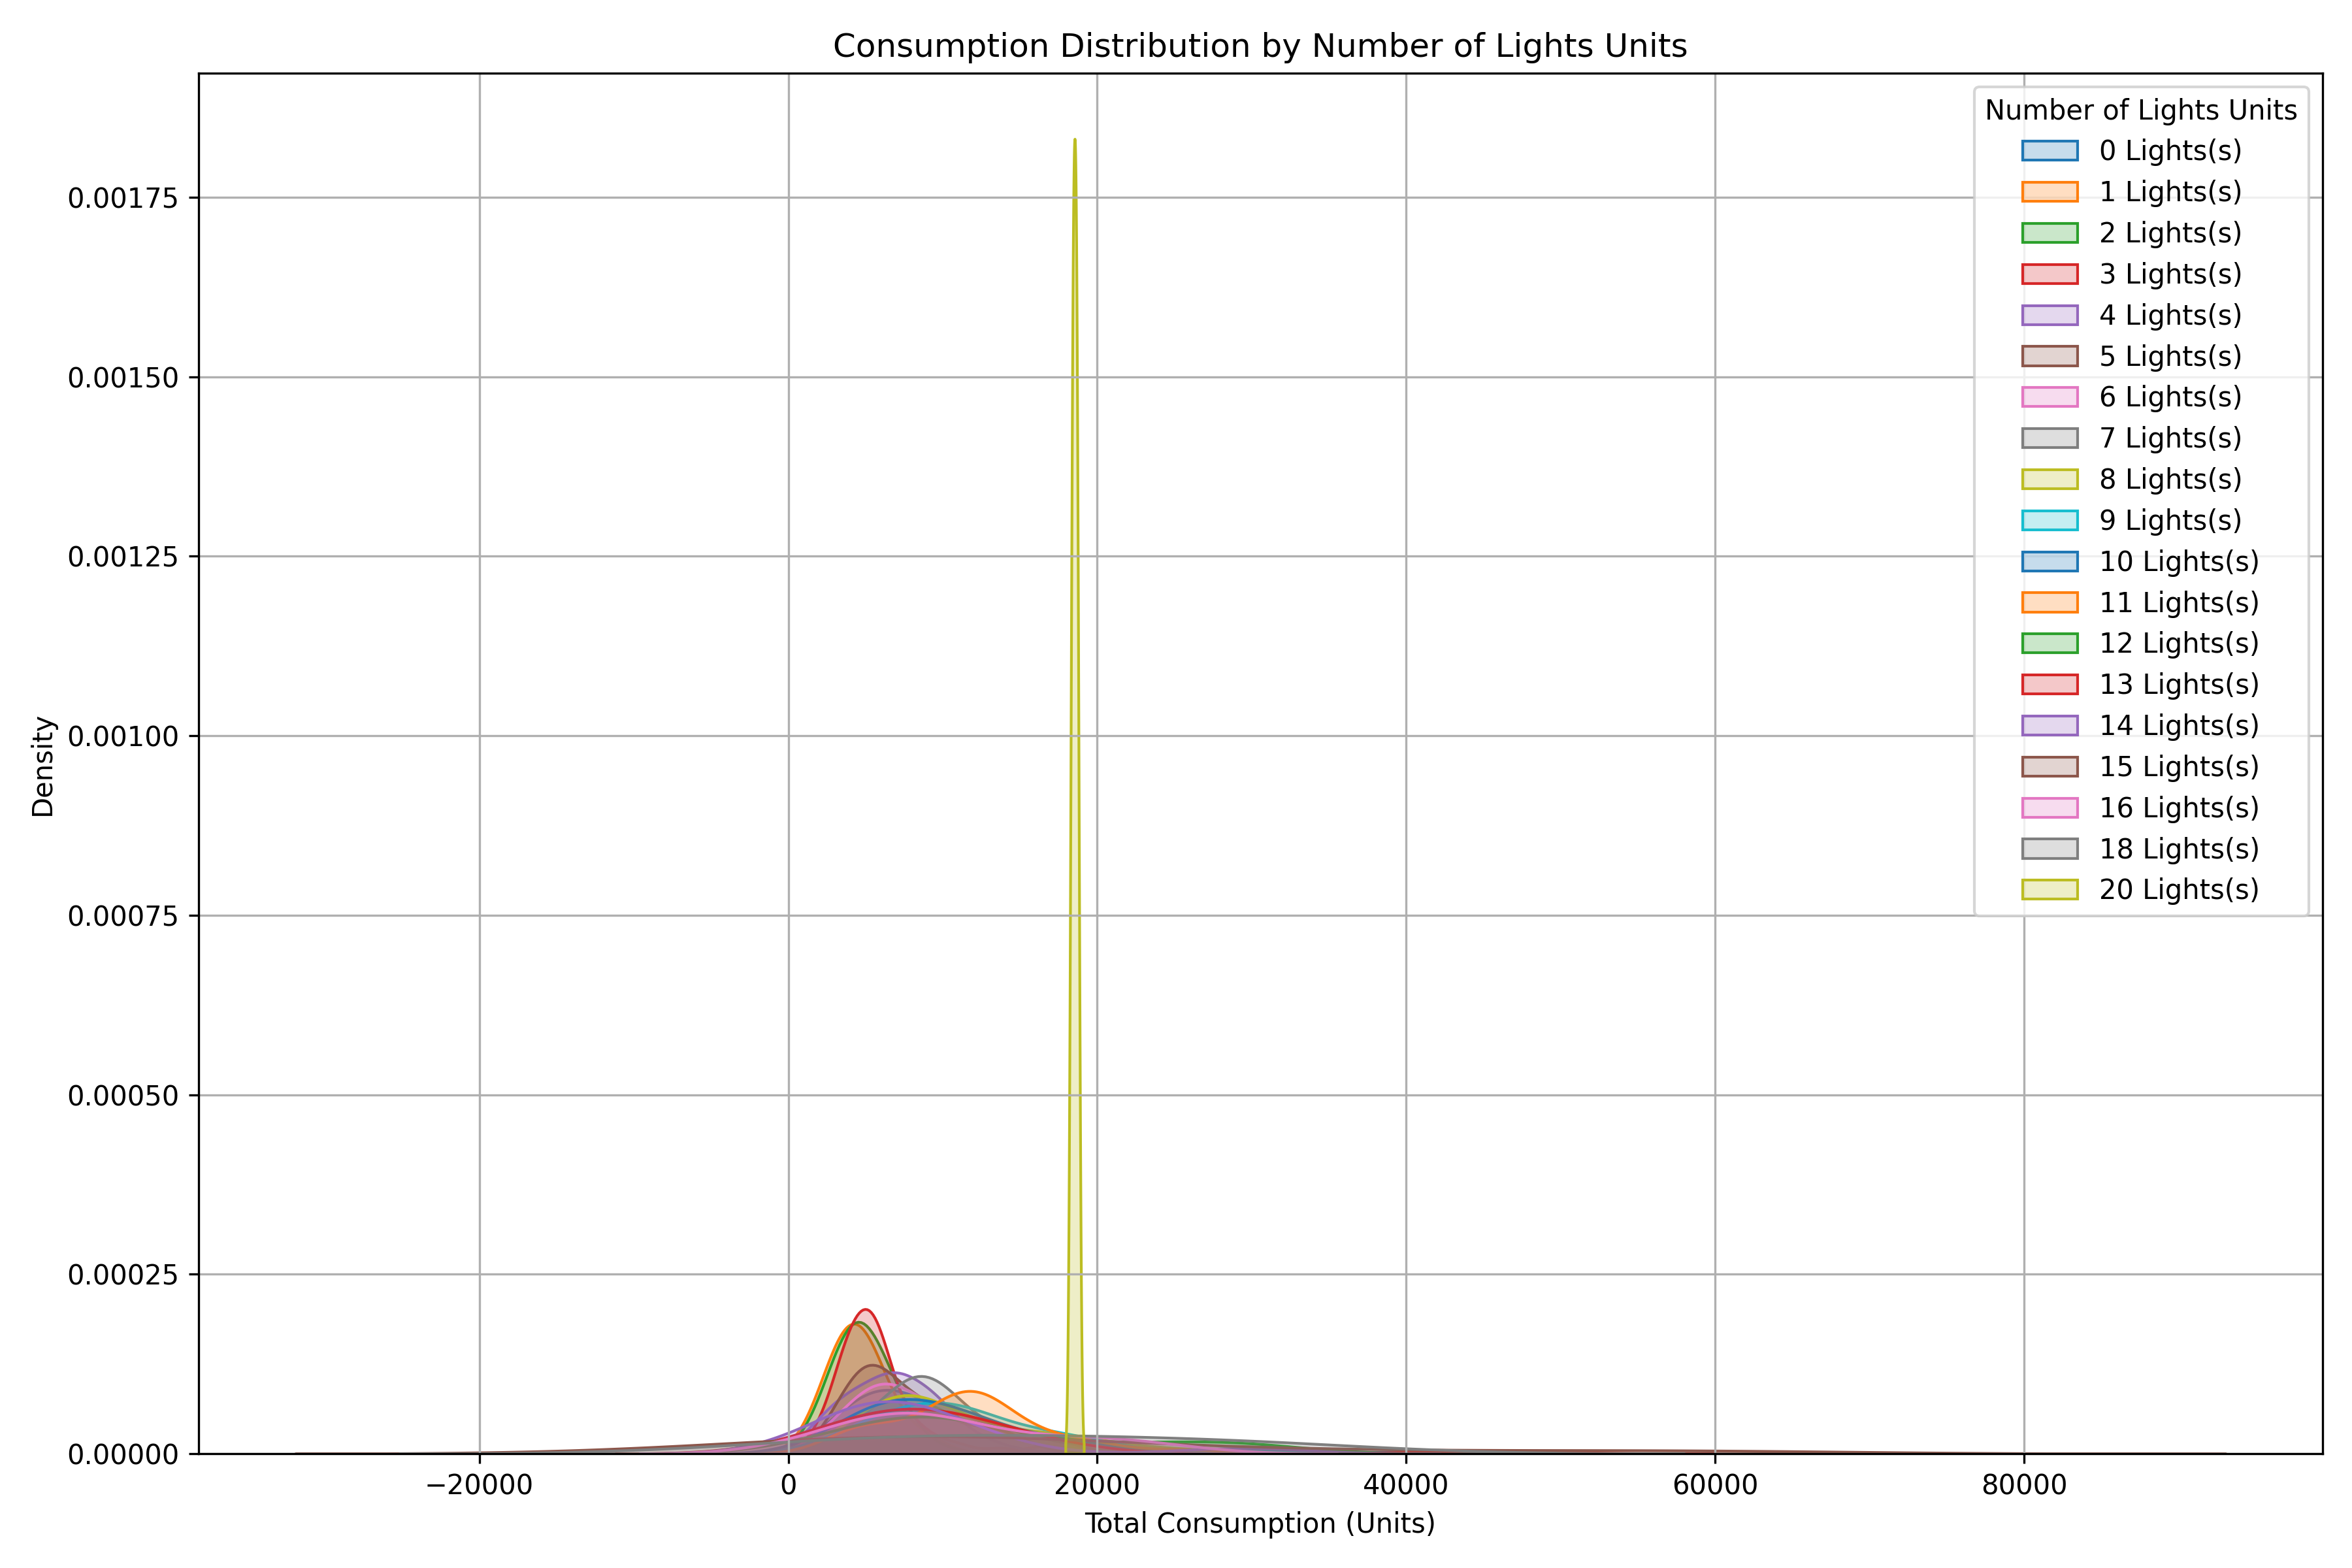 Consumption Distribution by Number of Lights Units
Number of Lights Units
0 Lights(s)
1 Lights(s)
2 Lights(s)
3 Lights(s)
4 Lights(s)
5 Lights(s)
6 Lights(s)
7 Lights(s)
8 Lights(s)
9 Lights(s)
10 Lights(s)
11 Lights(s)
12 Lights(s)
13 Lights(s)
14 Lights(s)
15 Lights(s)
16 Lights(s)
18 Lights(s)
20 Lights(s)
Density
0.00175
0.00150
0.00125
0.00100
0.00075
0.00050
0.00025
0.00000
−20000 0 20000 40000 60000 80000
Total Consumption (Units)